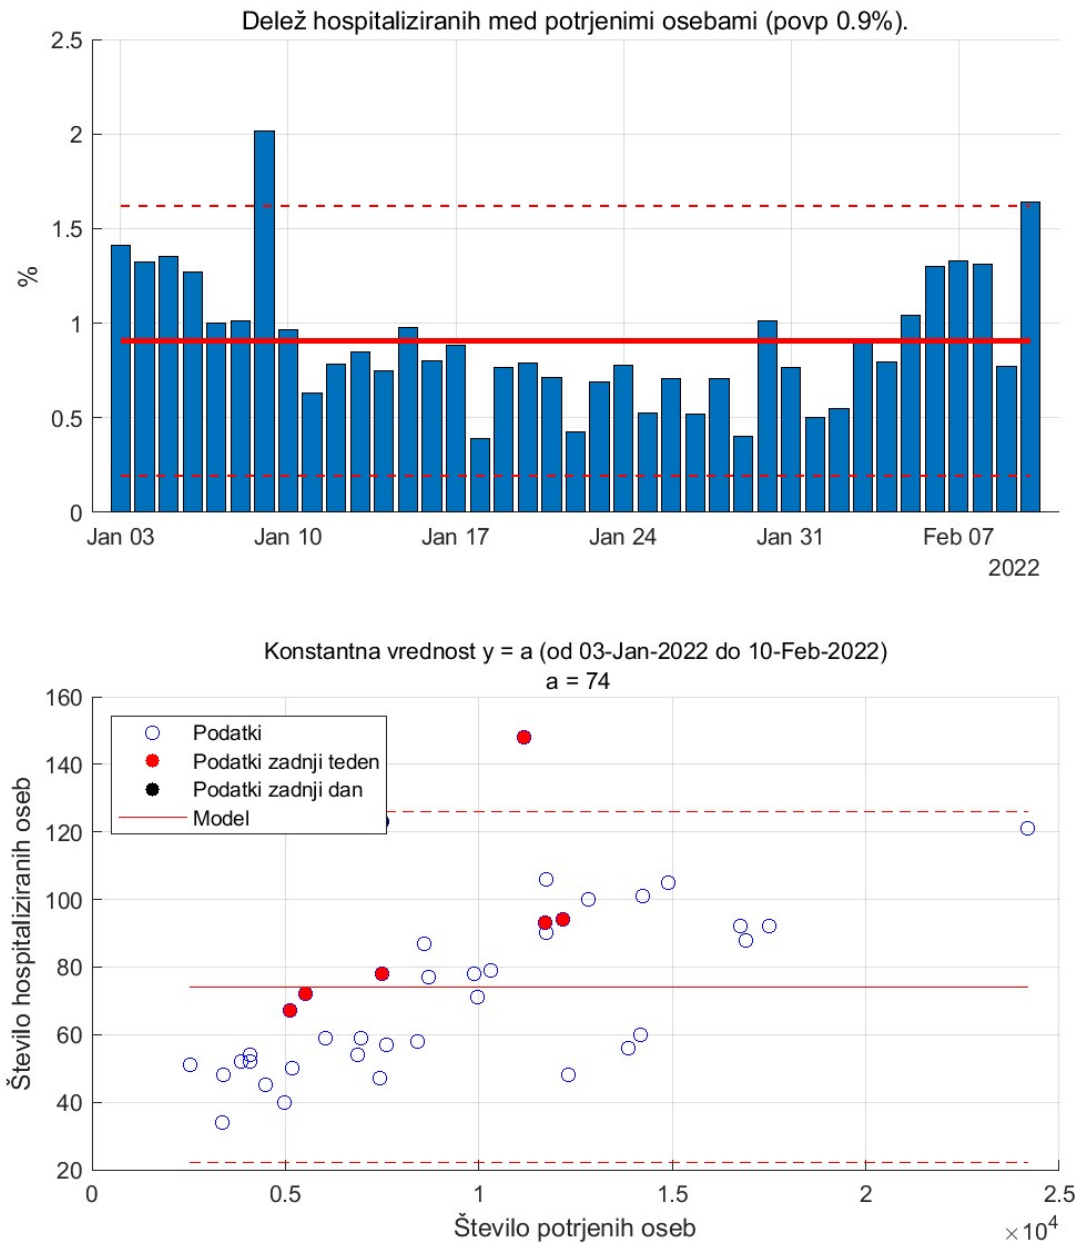 Delež hospitaliziranih med potrjenimi osebami (povp 0.9%).
2.5
2
1.5
1
0.5
0
%
Jan 03 Jan 10 Jan 17 Jan 24 Jan 31 Feb 07
2022
Konstantna vrednost y = a (od 03-Jan-2022 do 10-Feb-2022)
a = 74
160
140
120
100
80
60
40
20
Število hospitaliziranih oseb
Podatki
Podatki zadnji teden
Podatki zadnji dan
Model
0 0.5 1 1.5 2 2.5
Število potrjenih oseb
×10⁴